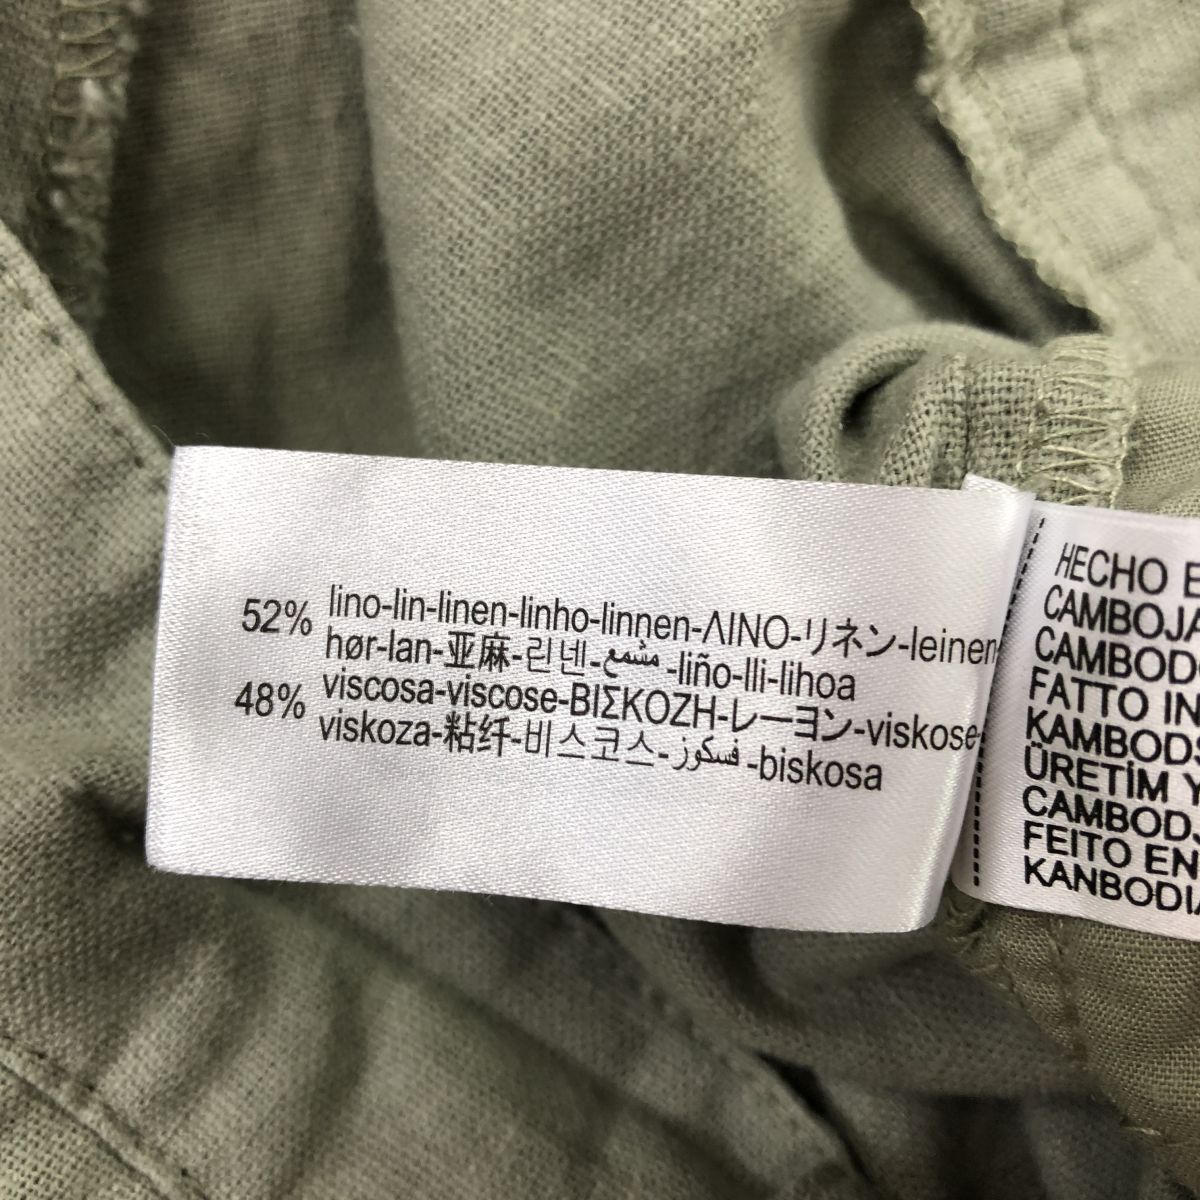 52% lino-lin-linen-linho-linnen-ΛΙΝΟ-リネン-leinen-
hør-lan-亚麻-린넨-مشمع-liño-lli-lihoa
48% viscosa-viscose-ΒΙΣΚΟΖΗ-レーヨン-viskose-
viskoza-粘纤-비스코스-فسكوز-biskosa
HECHO E
CAMBOJA
CAMBOD
FATTO IN
KAMBODS
ÜRETİM Y
CAMBODJ
FEITO EN
KANBODIA